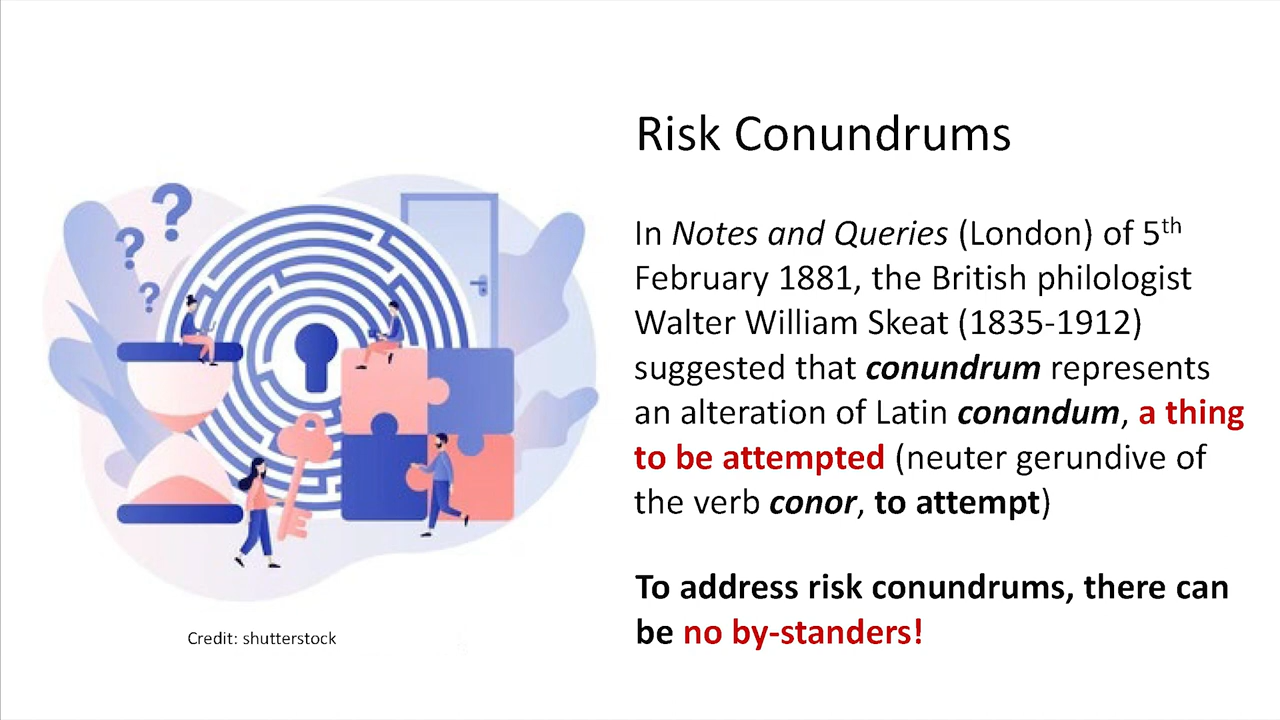 Risk Conundrums
In Notes and Queries (London) of 5th
February 1881, the British philologist
Walter William Skeat (1835-1912)
suggested that conundrum represents
an alteration of Latin conandum, a thing
to be attempted (neuter gerundive of
the verb conor, to attempt)
To address risk conundrums, there can
be no by-standers!
???
Credit: shutterstock